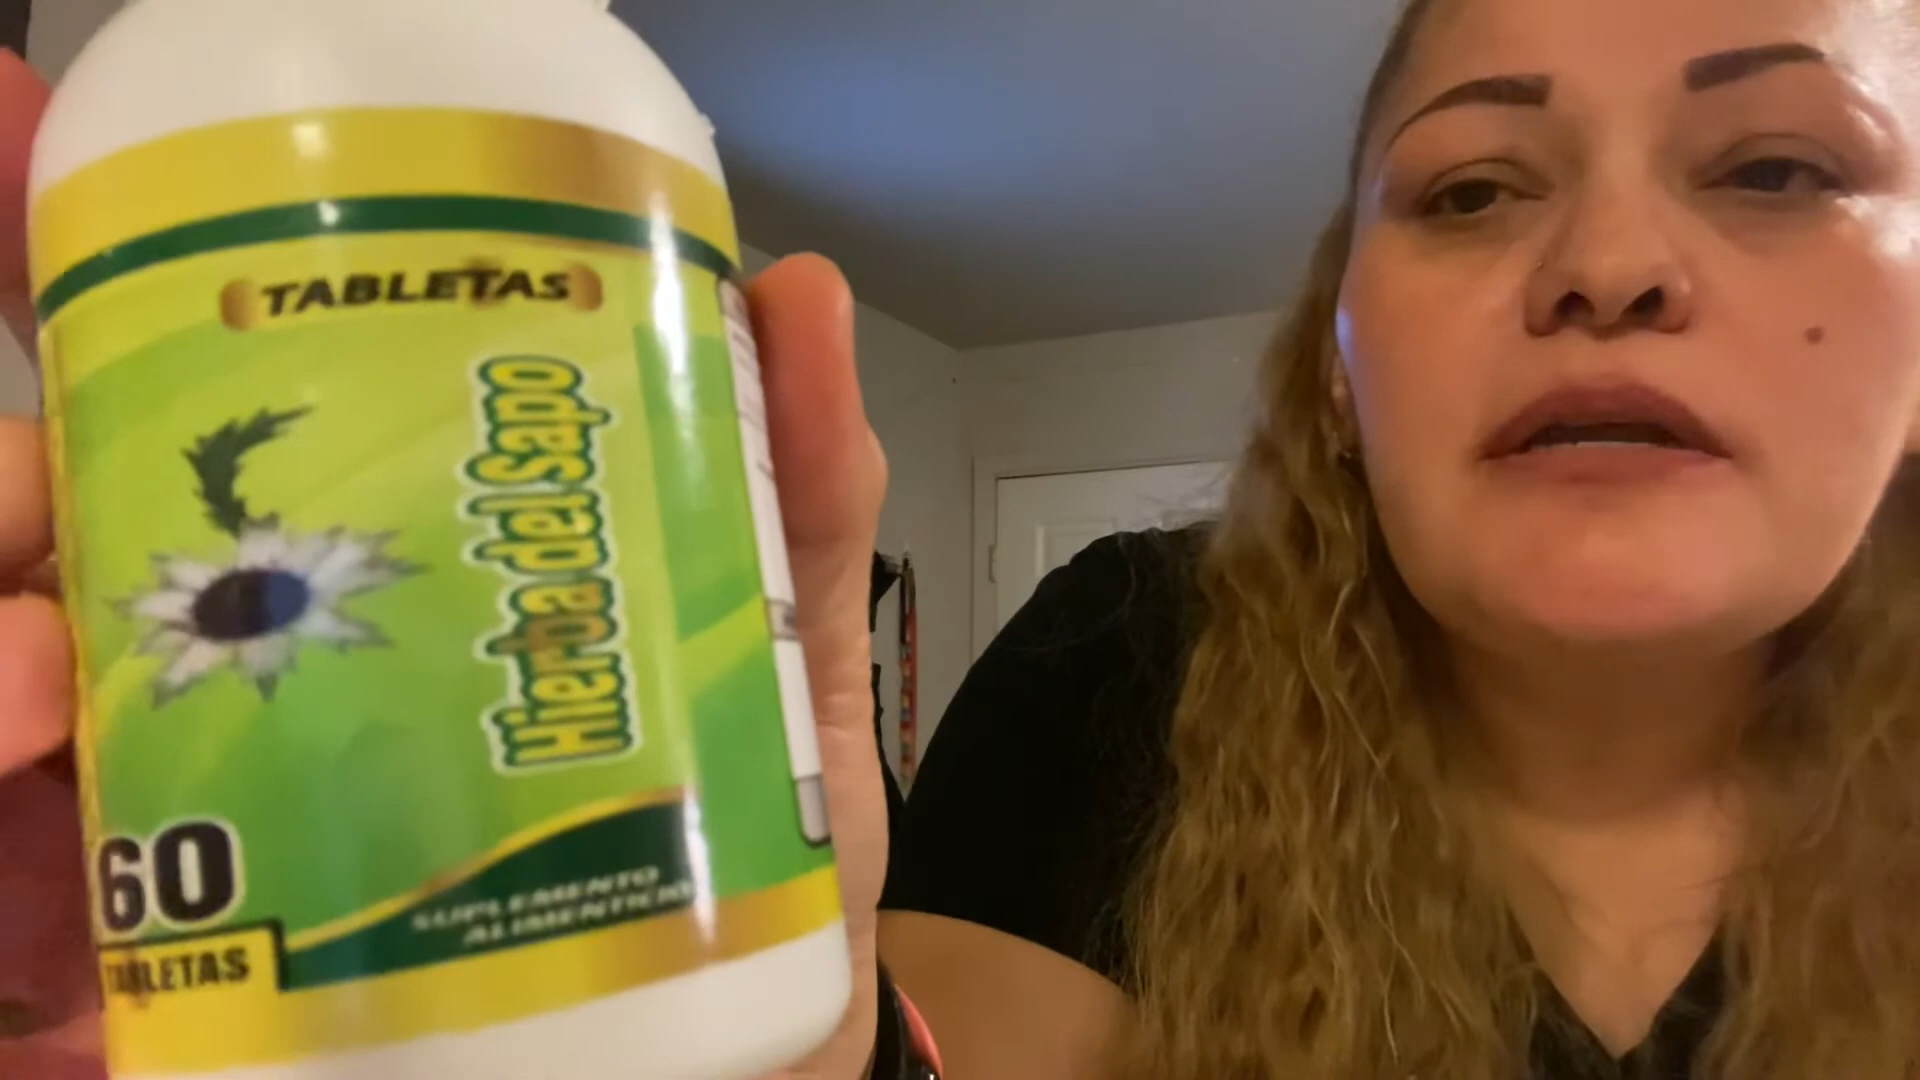 TABLETAS
Hierba del Sapo
60
TABLETAS
SUPLEMENTO
ALIMENTICIO